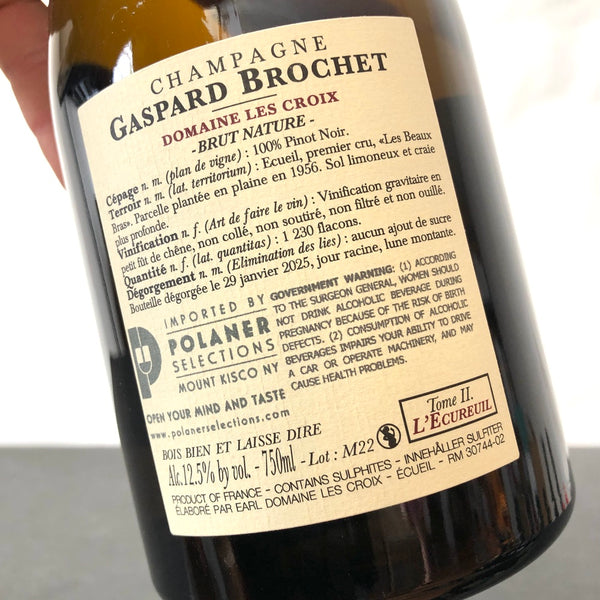 CHAMPAGNE
GASPARD BROCHET
DOMAINE LES CROIX
-BRUT NATURE -
Cépage n. m. (plan de vigne) : 100% Pinot Noir.
Terroir n. m. (lat. territorium) : Ecueil, premier cru, «Les Beaux
Bras». Parcelle plantée en plaine en 1956. Sol limoneux et craie
plus profonde.
Vinification n. f. (Art de faire le vin) : Vinification gravitaire en
petit fût de chêne, non collé, non soutiré, non filtré et non ouillé.
Quantité n. f. (lat. quantitas) : 1 230 flacons.
Dégorgement n. m. (Elimination des lies) : aucun ajout de sucre
Bouteille dégorgée le 29 janvier 2025, jour racine, lune montante.
IMPORTED BY
POLANER
SELECTIONS
MOUNT KISCO NY
OPEN YOUR MIND AND TASTE
www.polanerselections.com
GOVERNMENT WARNING: (1) ACCORDING
TO THE SURGEON GENERAL, WOMEN SHOULD
NOT DRINK ALCOHOLIC BEVERAGE DURING
PREGNANCY BECAUSE OF THE RISK OF BIRTH
DEFECTS. (2) CONSUMPTION OF ALCOHOLIC
BEVERAGES IMPAIRS YOUR ABILITY TO DRIVE
A CAR OR OPERATE MACHINERY, AND MAY
CAUSE HEALTH PROBLEMS.
Tome II.
L'ECUREUIL
BOIS BIEN ET LAISSE DIRE
Alc.12.5% by vol. - 750ml - Lot : M22
PRODUCT OF FRANCE - CONTAINS SULPHITES - INNEHÅLLER SULFITER
ÉLABORÉ PAR EARL DOMAINE LES CROIX - ÉCUEIL - RM 30744-02